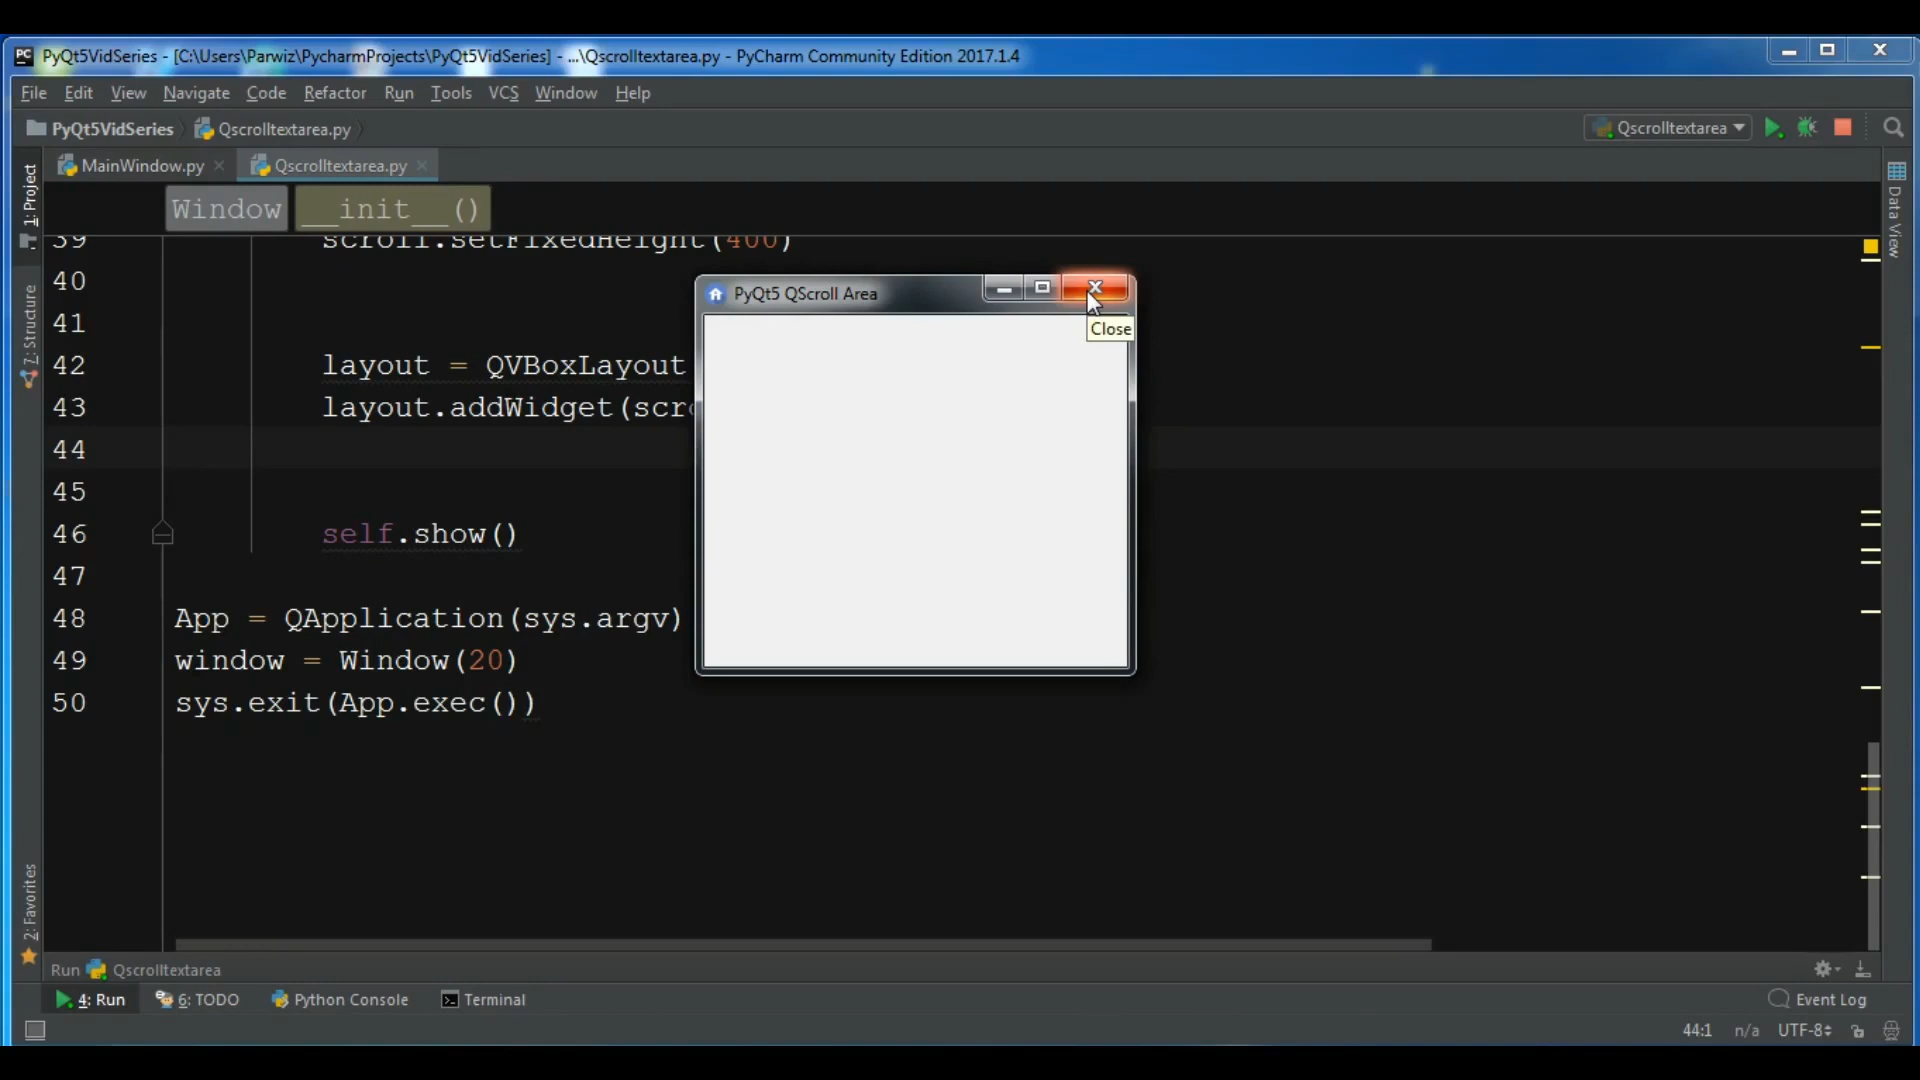 PyQt5VidSeries - [C:\Users\Parwiz\PycharmProjects\PyQt5VidSeries] - ...\Qscrolltextarea.py - PyCharm Community Edition 2017.1.4
File Edit View Navigate Code Refactor Run Tools VCS Window Help
PyQt5VidSeries Qscrolltextarea.py Qscrolltextarea
MainWindow.py Qscrolltextarea.py
1: Project
7: Structure
2: Favorites
Data View
Window __init__()
39 scroll.setFixedHeight(400)
40
41
42 layout = QVBoxLayout
43 layout.addWidget(scro
44
45
46 self.show()
47
48 App = QApplication(sys.argv)
49 window = Window(20)
50 sys.exit(App.exec())
PyQt5 QScroll Area
Close
Run Qscrolltextarea
4: Run 6: TODO Python Console Terminal Event Log
44:1 n/a UTF-8